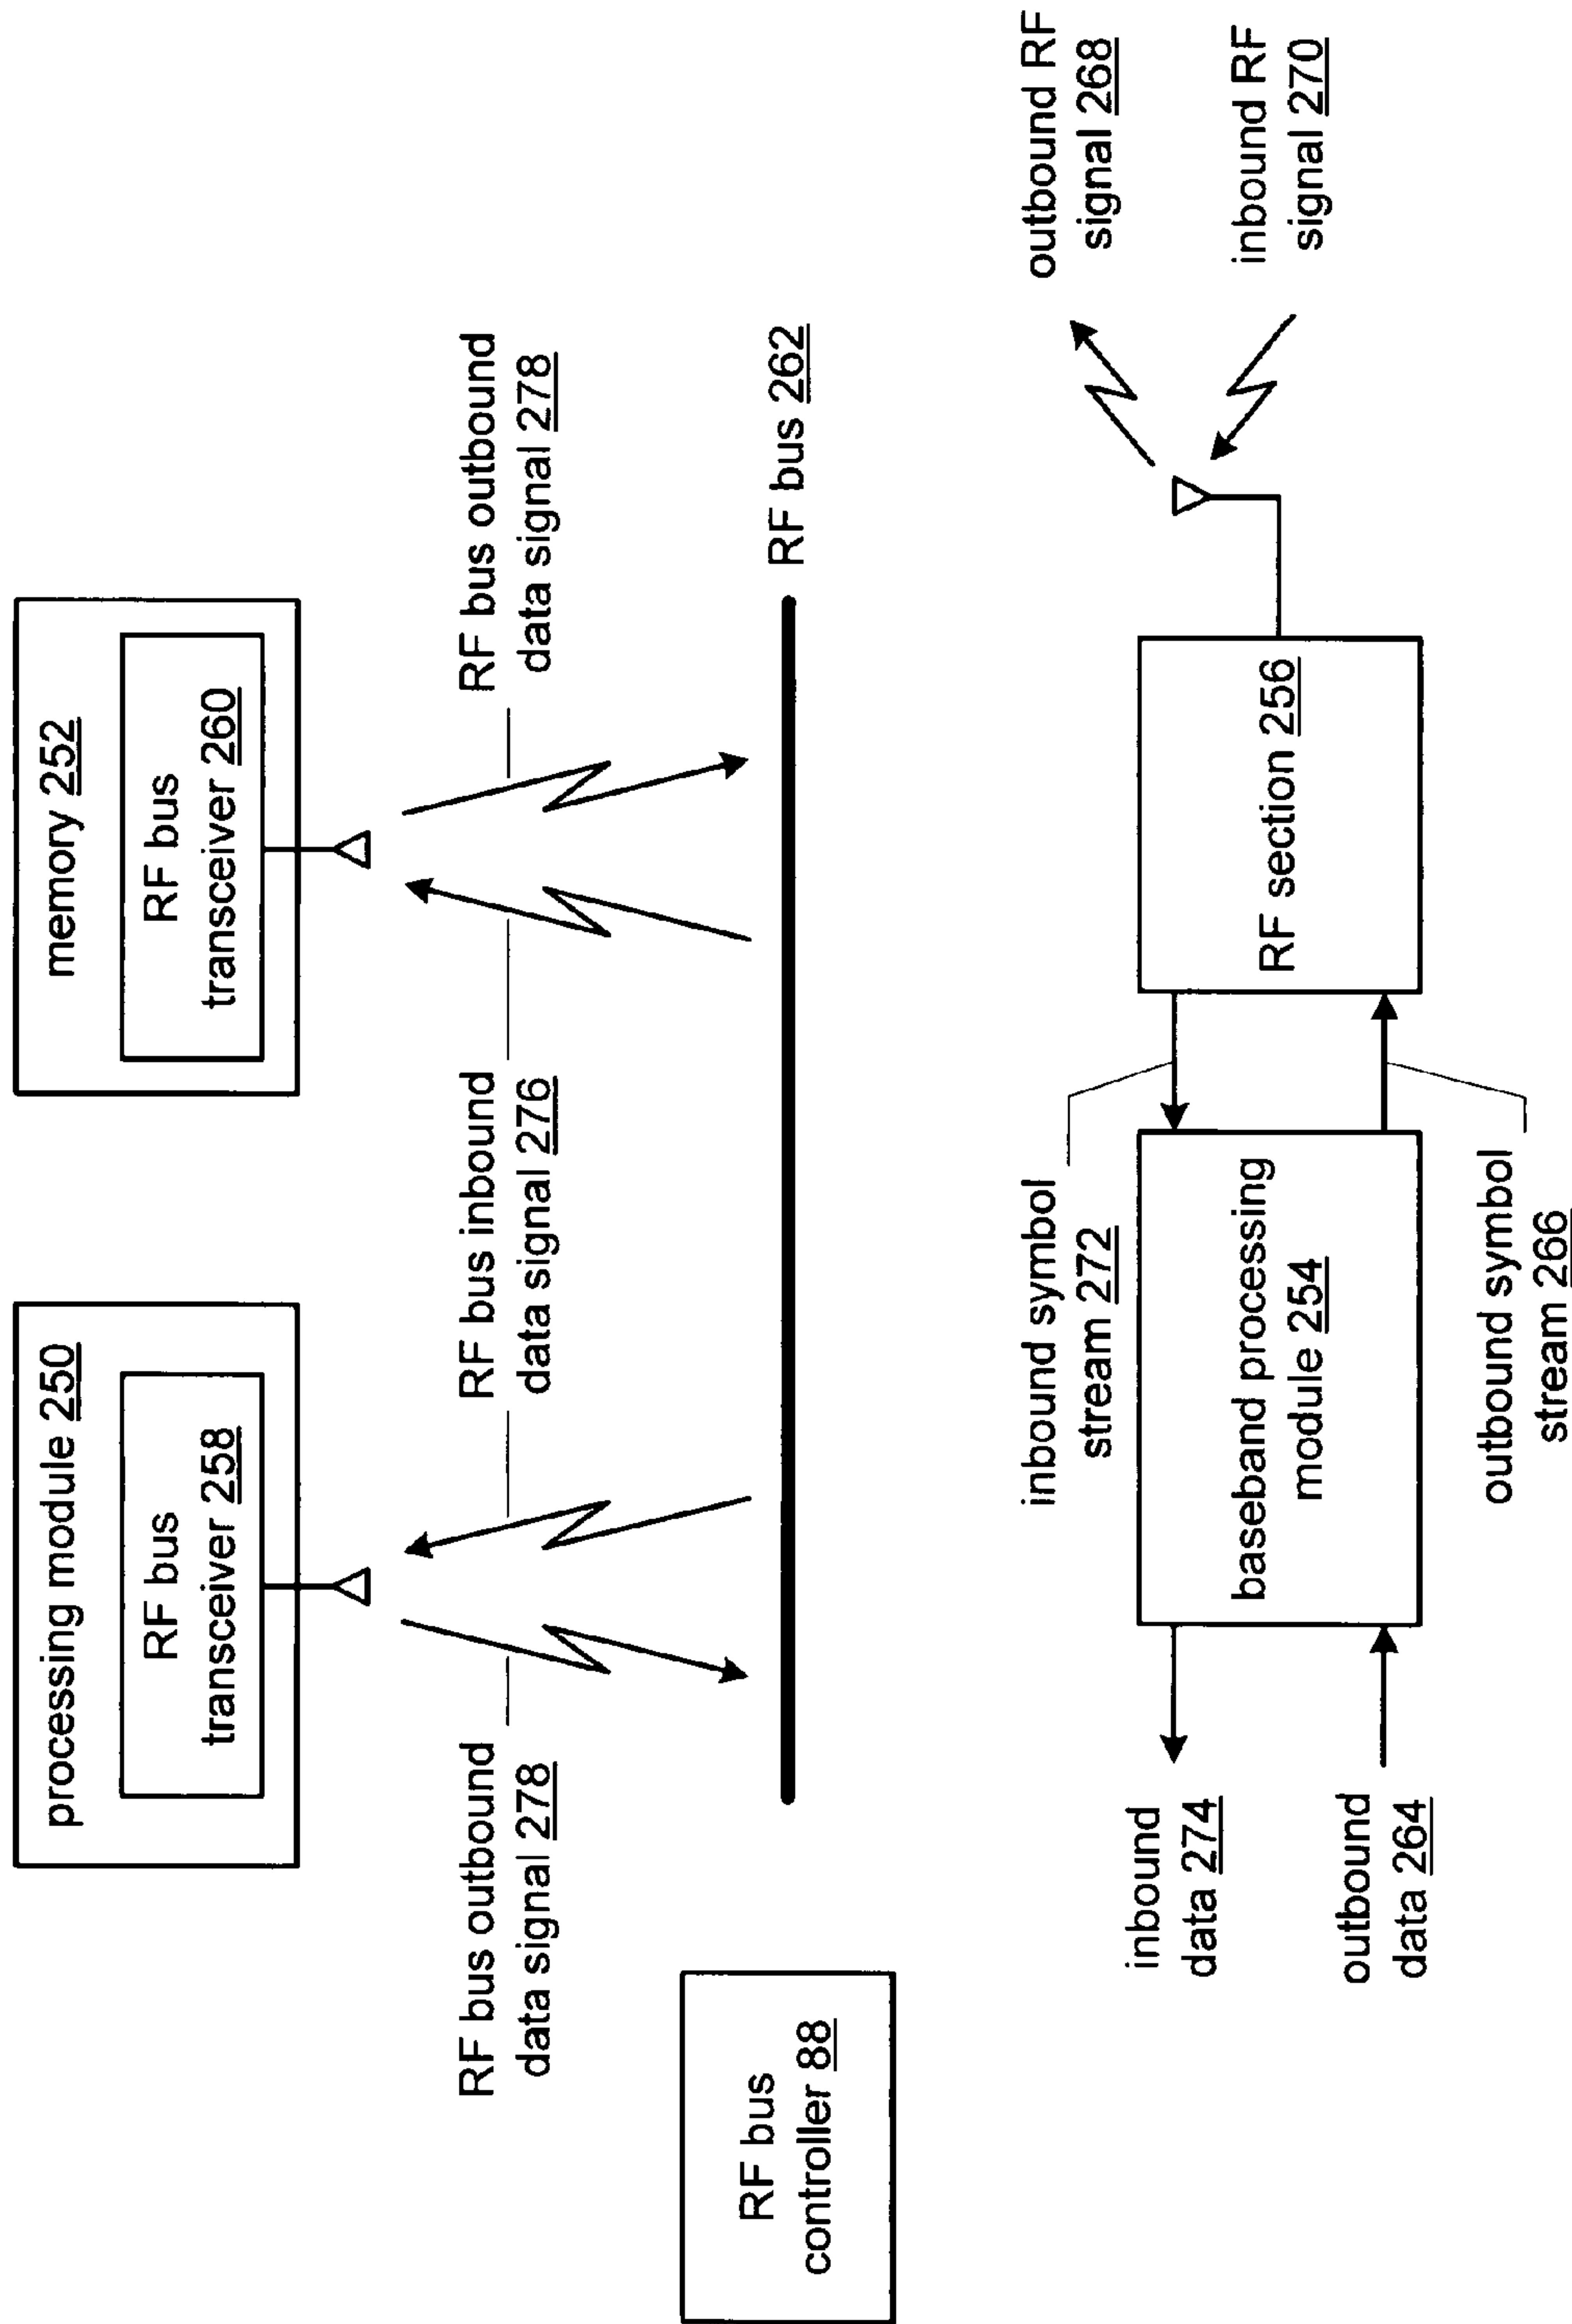 processing module 250
RF bus
transceiver 258
memory 252
RF bus
transceiver 260
RF bus outbound
data signal 278
RF bus inbound
data signal 276
RF bus outbound
data signal 278
RF bus
controller 88
RF bus 262
inbound symbol
stream 272
outbound RF
signal 268
inbound
data 274
baseband processing
module 254
RF section 256
inbound RF
signal 270
outbound
data 264
outbound symbol
stream 266